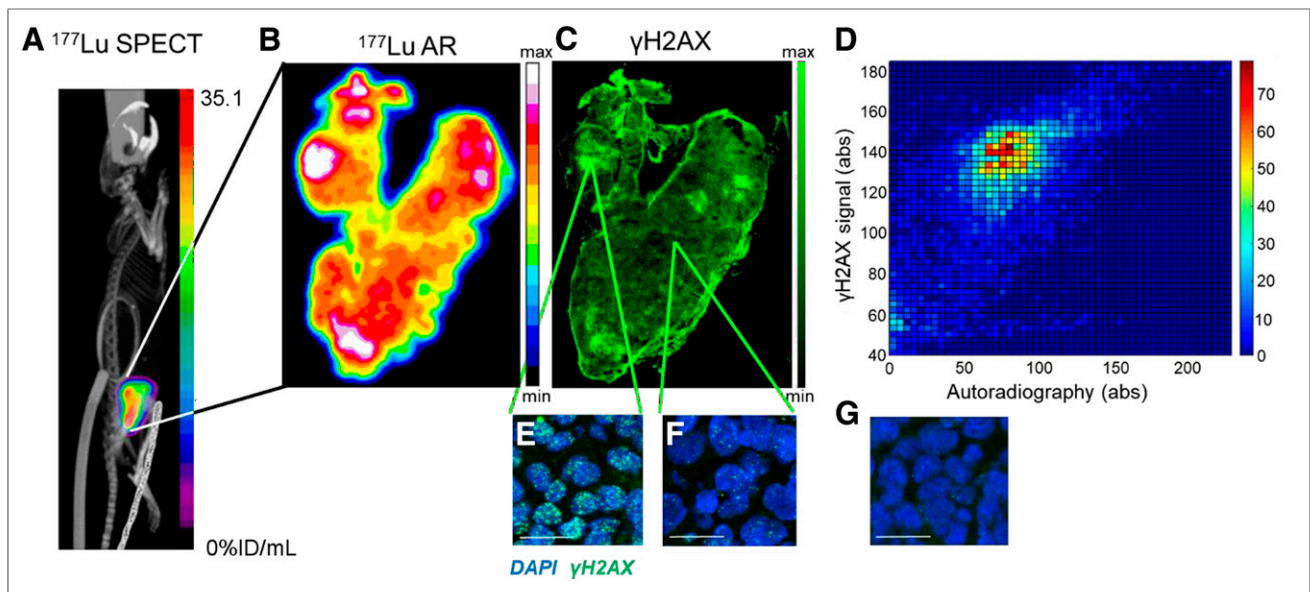 A ¹⁷⁷Lu SPECT
35.1
0%ID/mL
B ¹⁷⁷Lu AR
max
min
C γH2AX
max
min
D
γH2AX signal (abs)
180
160
140
120
100
80
60
40
50
100
150
200
Autoradiography (abs)
70
60
50
40
30
20
10
0
E
F
G
DAPI γH2AX